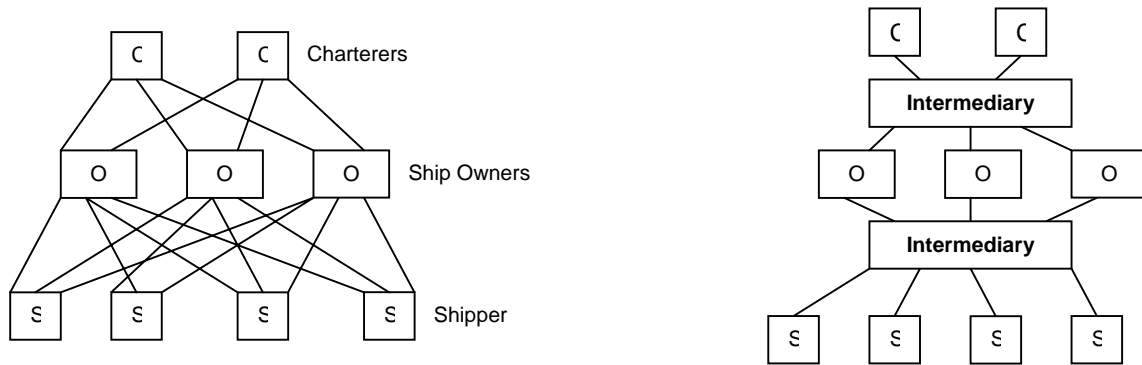 C C Charterers
O O O Ship Owners
S S S S Shipper
C C
Intermediary
O O O
Intermediary
S S S S